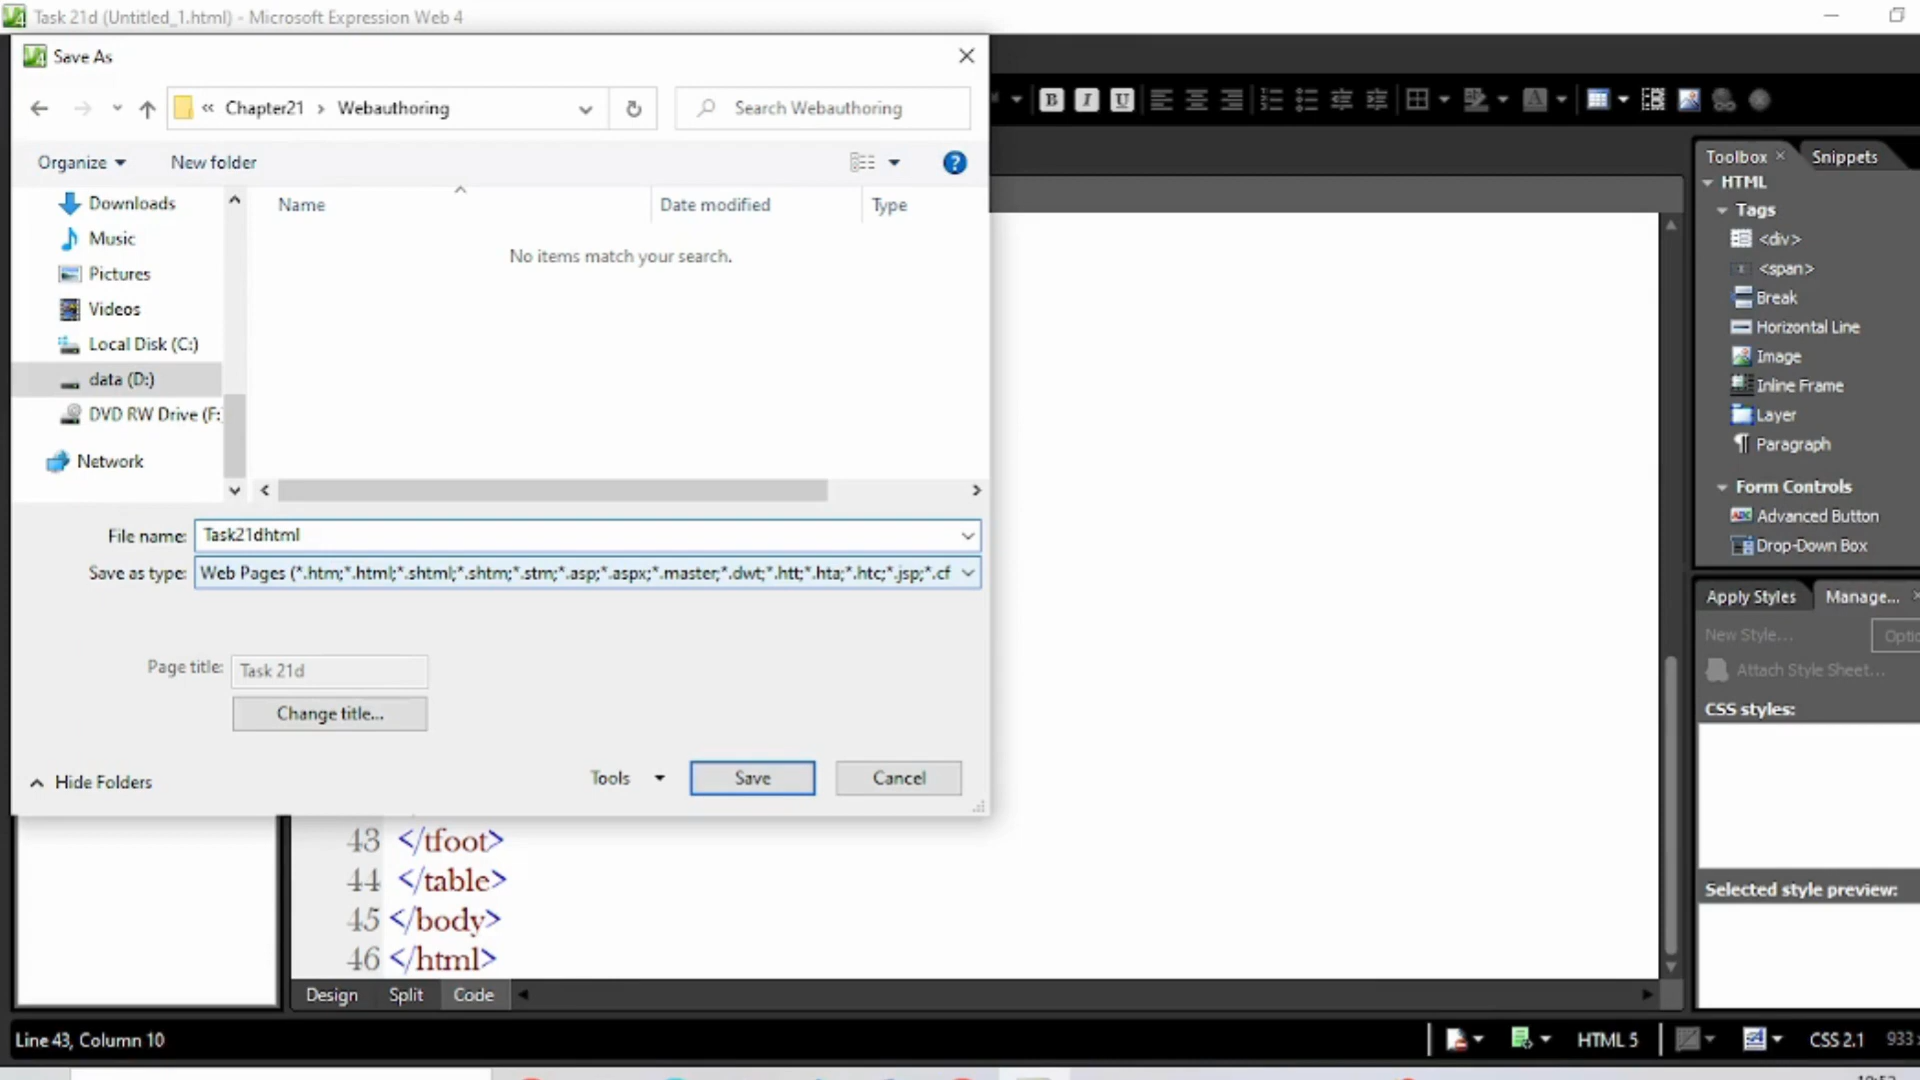 Task 21d (Untitled_1.html) - Microsoft Expression Web 4
Save As
« Chapter21 › Webauthoring
Search Webauthoring
Organize
New folder
Name
Date modified
Type
No items match your search.
Downloads
Music
Pictures
Videos
Local Disk (C:)
data (D:)
DVD RW Drive (F:
Network
File name: Task21dhtml
Save as type: Web Pages (*.htm;*.html;*.shtml;*.shtm;*.stm;*.asp;*.aspx;*.master;*.dwt;*.htt;*.hta;*.htc;*.jsp;*.cf
Page title: Task 21d
Change title...
Hide Folders
Tools
Save
Cancel
B I U
Toolbox
Snippets
HTML
Tags
<div>
<span>
Break
Horizontal Line
Image
Inline Frame
Layer
Paragraph
Form Controls
Advanced Button
Drop-Down Box
Apply Styles
Manage...
New Style...
Optio
Attach Style Sheet...
CSS styles:
Selected style preview:
43 </tfoot>
44 </table>
45 </body>
46 </html>
Design
Split
Code
Line 43, Column 10
HTML 5
CSS 2.1